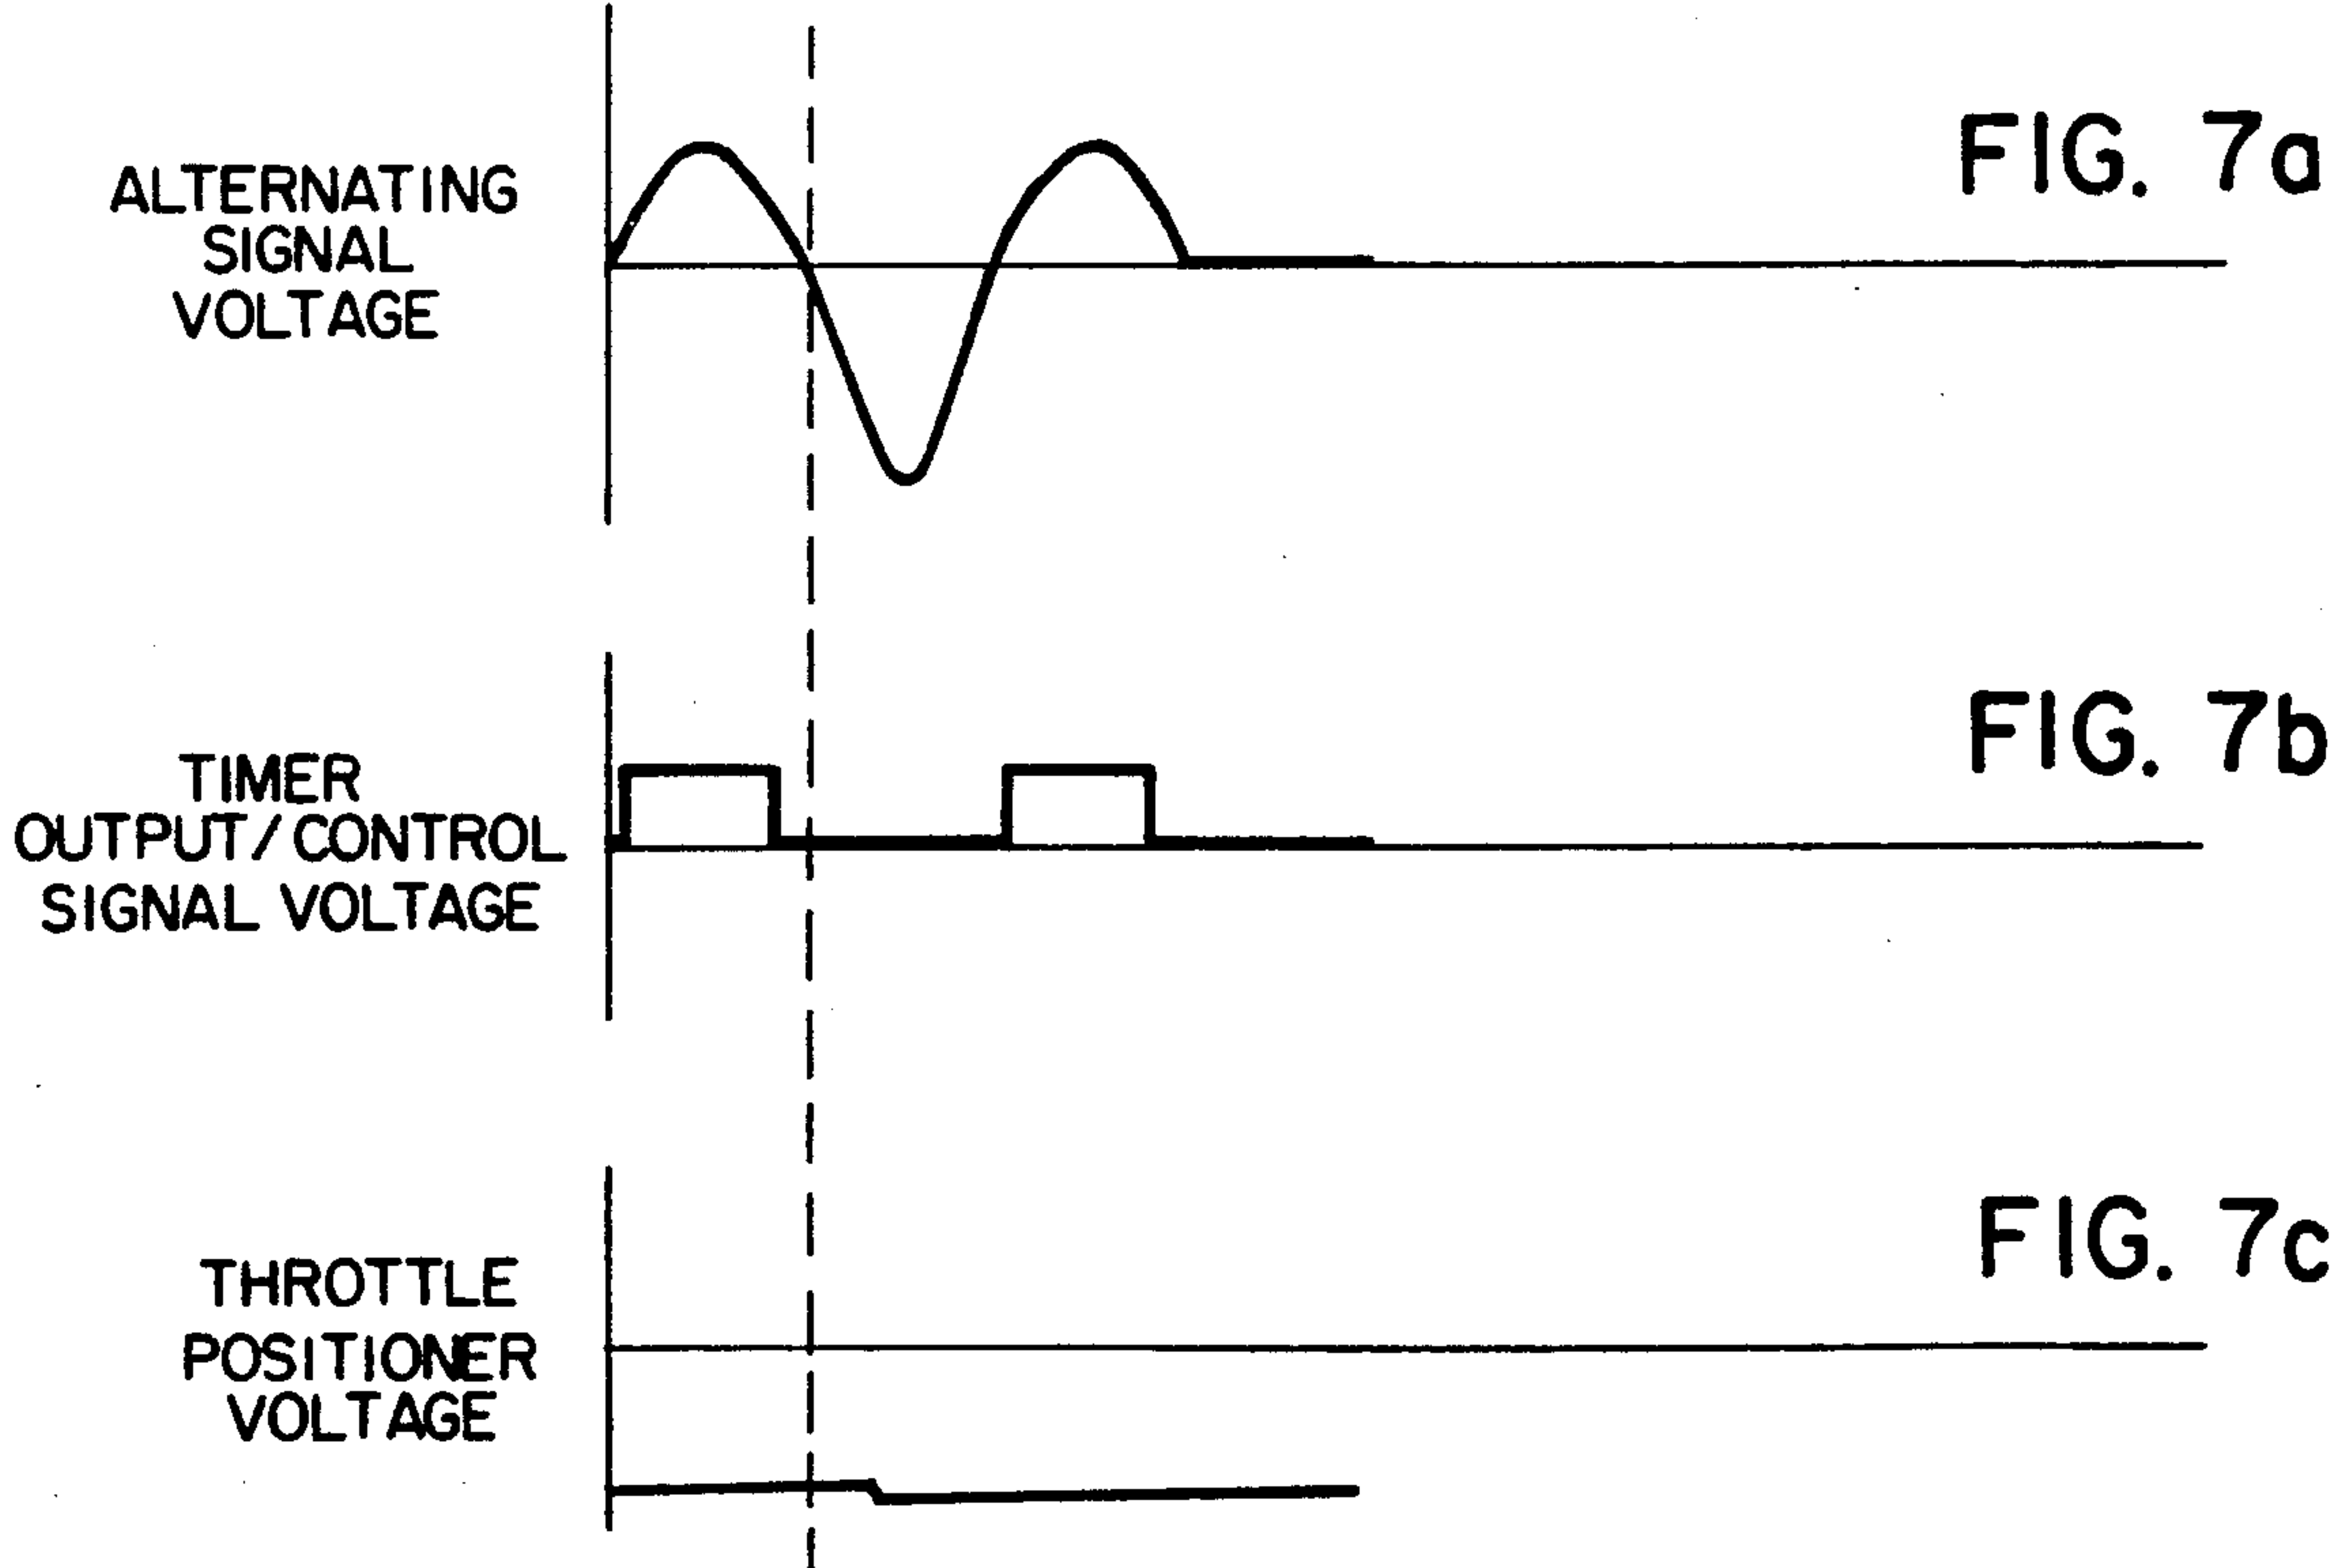 FIG. 7a
ALTERNATING
SIGNAL
VOLTAGE
FIG. 7b
TIMER
OUTPUT/CONTROL
SIGNAL VOLTAGE
FIG. 7c
THROTTLE
POSITIONER
VOLTAGE